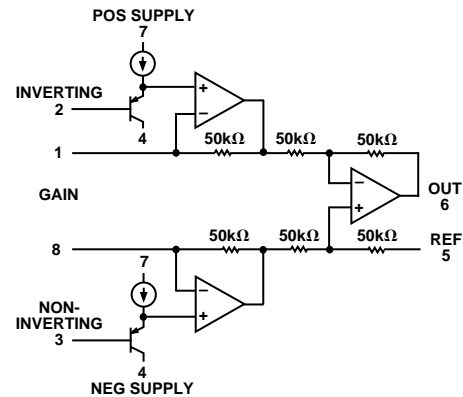 POS SUPPLY
7
INVERTING
2
+
−
4
50kΩ 50kΩ 50kΩ
1
−
+
OUT
6
GAIN
50kΩ 50kΩ 50kΩ
REF
5
8
7
−
+
NON-
INVERTING
3
4
NEG SUPPLY